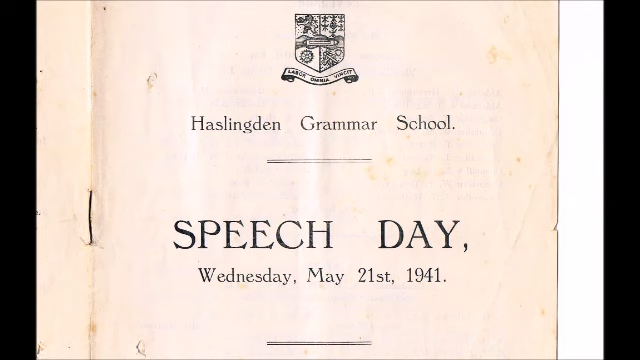 LABOR OMNIA VINCIT
Haslingden Grammar School.
SPEECH DAY,
Wednesday, May 21st, 1941.